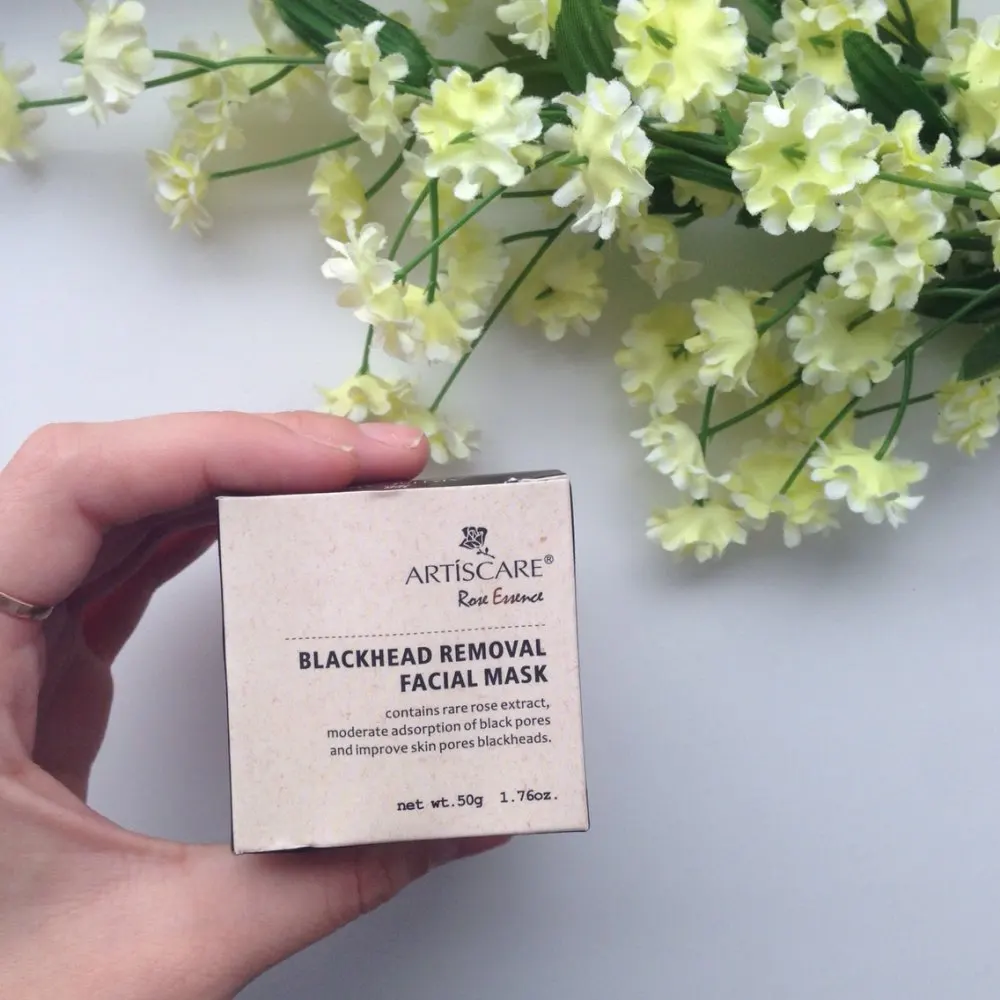 ARTÍSCARE®
Rose Essence
BLACKHEAD REMOVAL
FACIAL MASK
contains rare rose extract,
moderate adsorption of black pores
and improve skin pores blackheads.
net wt.50g 1.76oz.